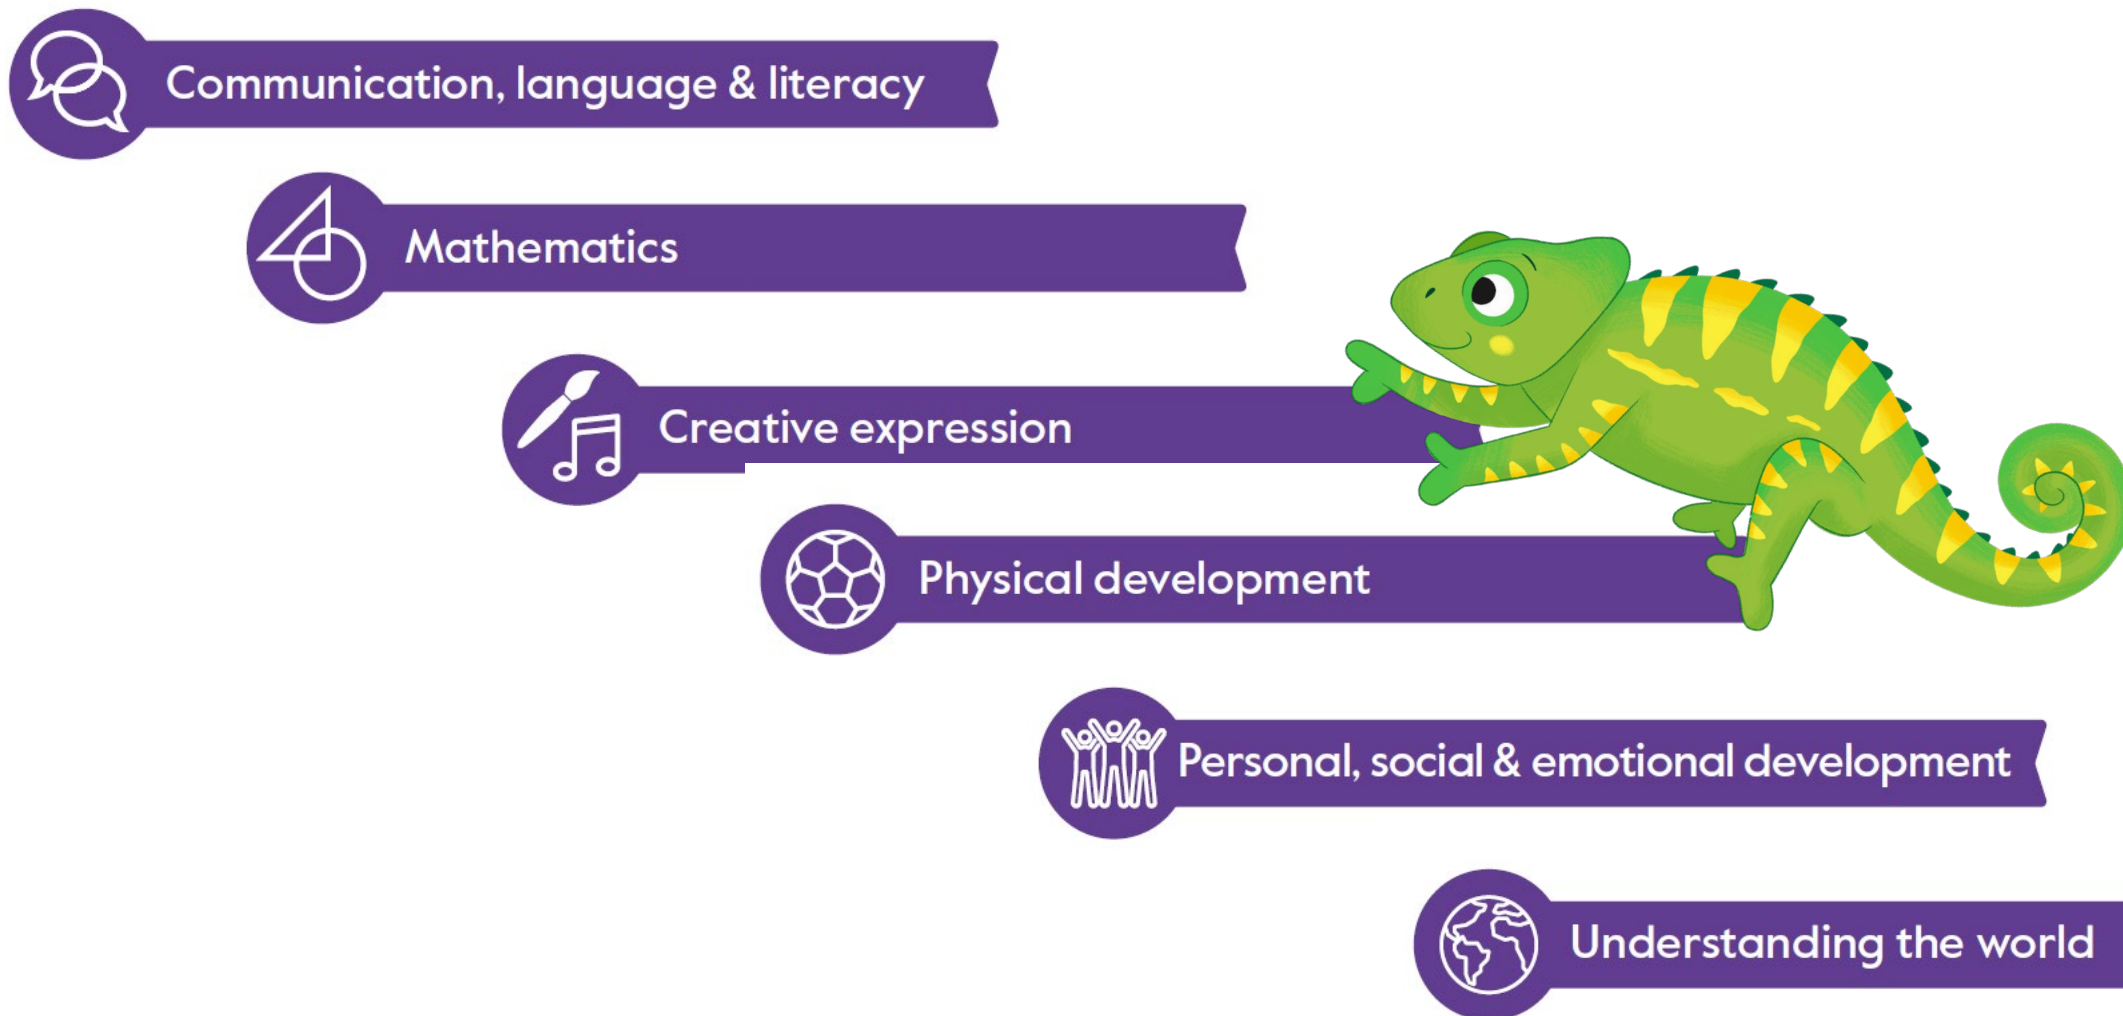 Communication, language & literacy
Mathematics
Creative expression
Physical development
Personal, social & emotional development
Understanding the world